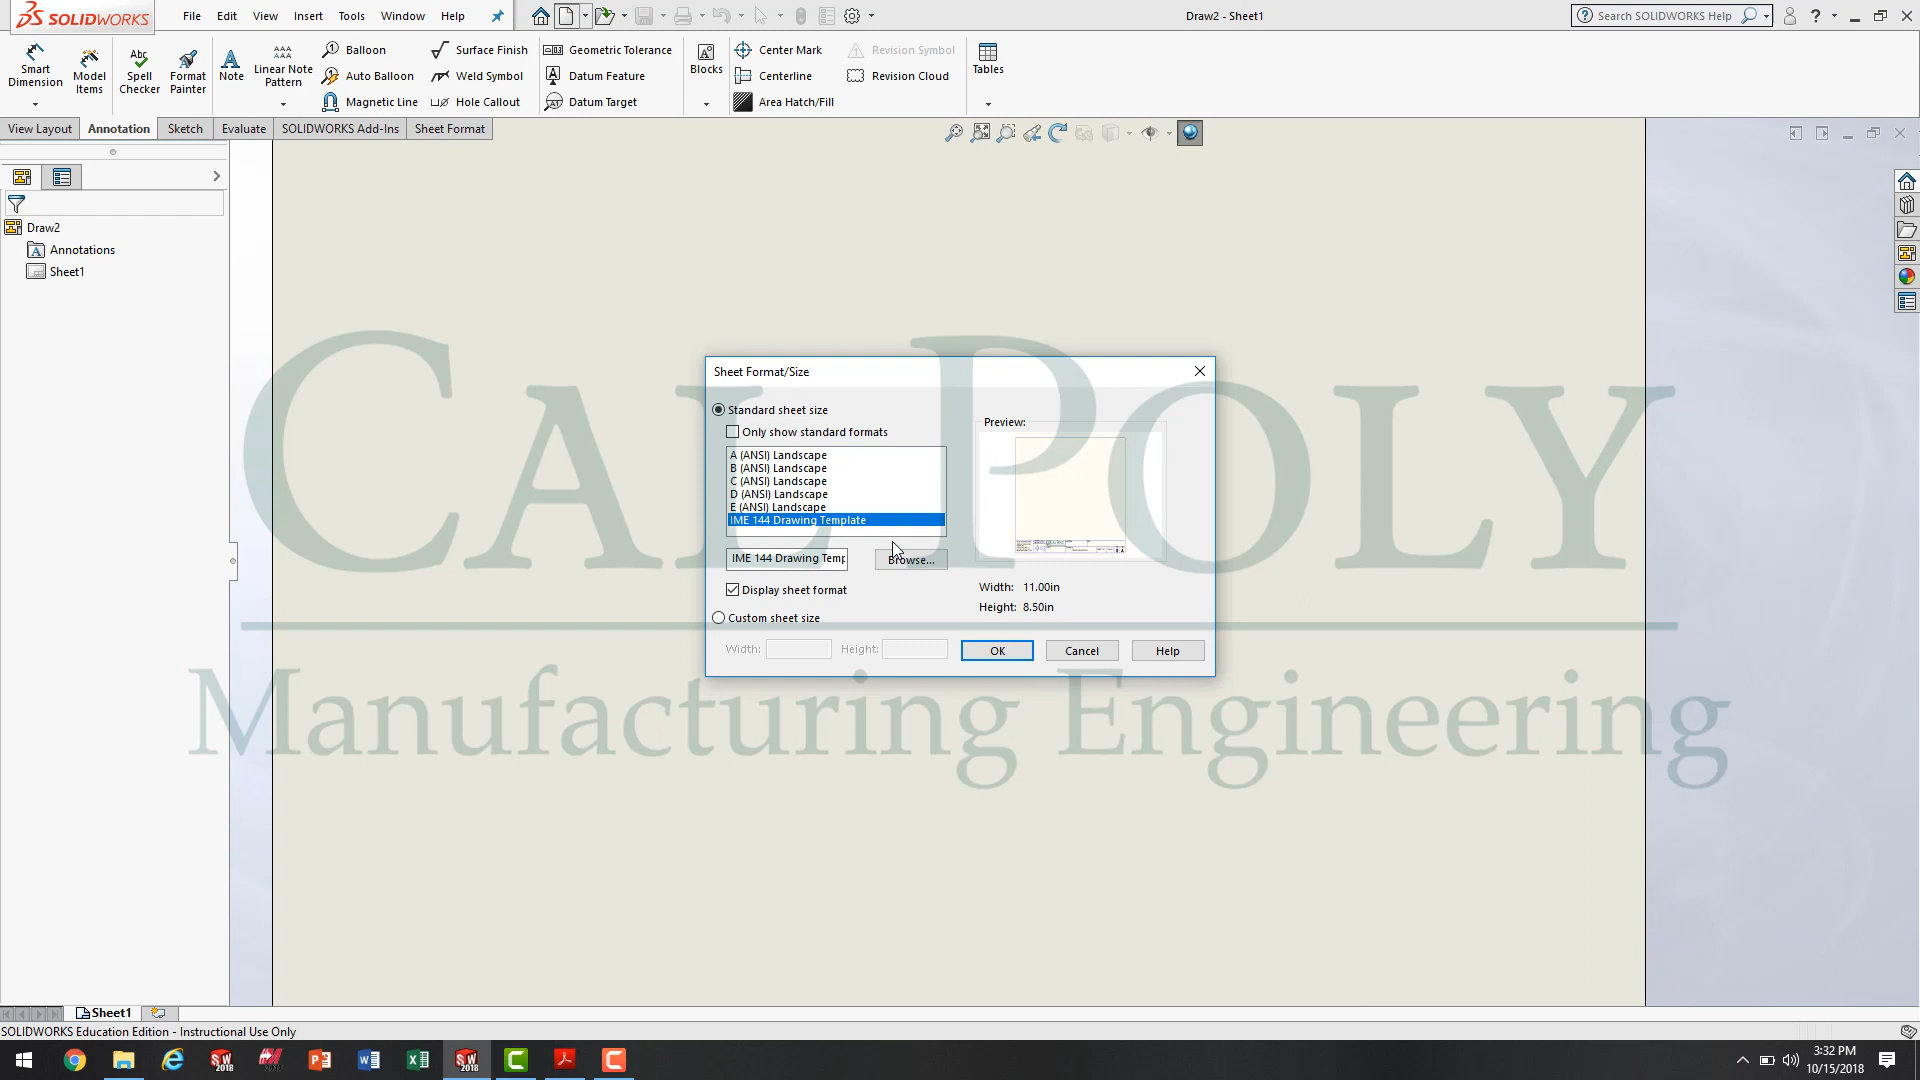 SOLIDWORKS
File Edit View Insert Tools Window Help
Draw2 - Sheet1
Search SOLIDWORKS Help
Smart Dimension
Model Items
Spell Checker
Format Painter
Note
Linear Note Pattern
Balloon
Auto Balloon
Magnetic Line
Surface Finish
Weld Symbol
Hole Callout
Geometric Tolerance
Datum Feature
Datum Target
Blocks
Center Mark
Centerline
Area Hatch/Fill
Revision Symbol
Revision Cloud
Tables
View Layout Annotation Sketch Evaluate SOLIDWORKS Add-Ins Sheet Format
Draw2
Annotations
Sheet1
CAL POLY
Manufacturing Engineering
Sheet Format/Size
Standard sheet size
Only show standard formats
A (ANSI) Landscape
B (ANSI) Landscape
C (ANSI) Landscape
D (ANSI) Landscape
E (ANSI) Landscape
IME 144 Drawing Template
IME 144 Drawing Temp
Browse...
Display sheet format
Custom sheet size
Width: Height:
Preview:
Width: 11.00in
Height: 8.50in
OK Cancel Help
Sheet1
SOLIDWORKS Education Edition - Instructional Use Only
3:32 PM
10/15/2018